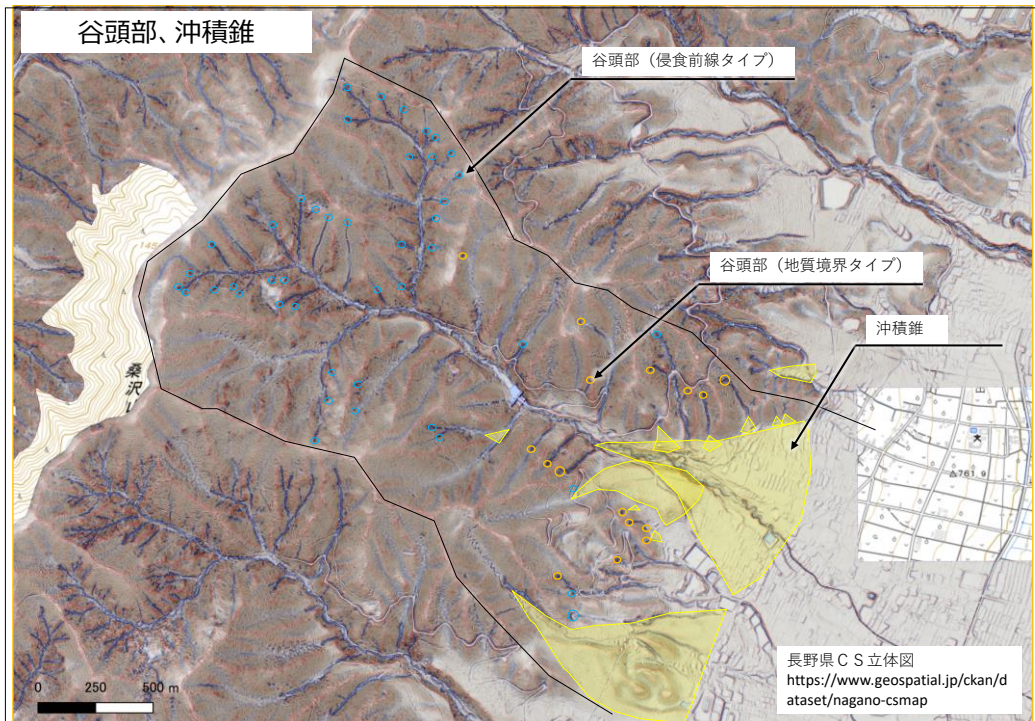 谷頭部、沖積錐
谷頭部（侵食前線タイプ）
谷頭部（地質境界タイプ）
沖積錐
桑沢
761.9
0 250 500 m
長野県ＣＳ立体図
https://www.geospatial.jp/ckan/d
ataset/nagano-csmap